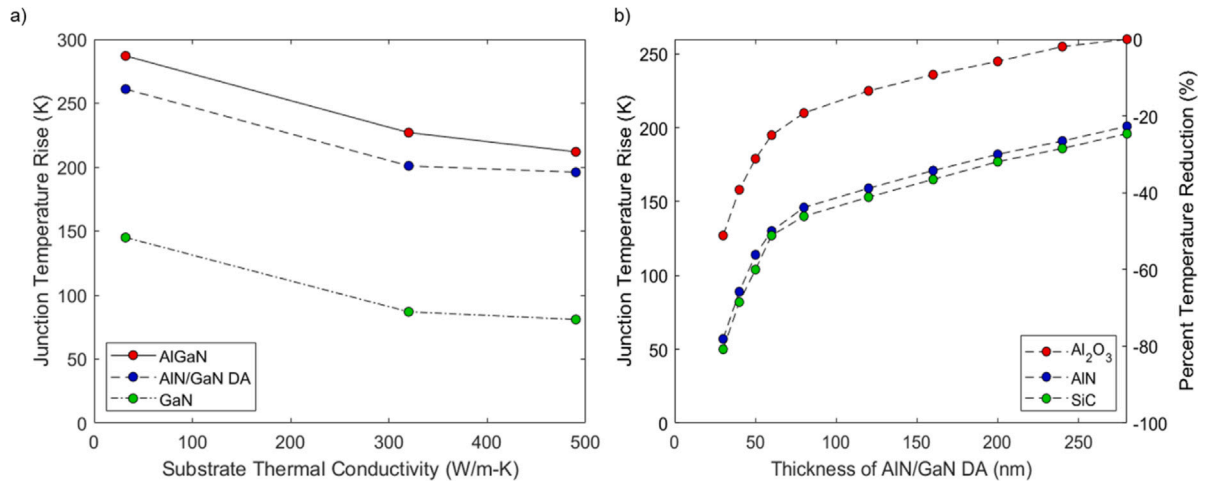 a)
300
250
200
150
100
50
0
Junction Temperature Rise (K)
AlGaN
AlN/GaN DA
GaN
0 100 200 300 400 500
Substrate Thermal Conductivity (W/m-K)
b)
250
200
150
100
50
0
Junction Temperature Rise (K)
0
-20
-40
-60
-80
-100
Percent Temperature Reduction (%)
Al₂O₃
AlN
SiC
0 50 100 150 200 250
Thickness of AlN/GaN DA (nm)